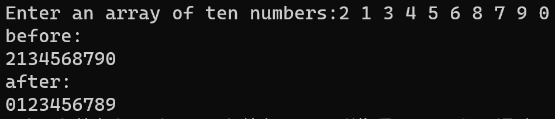 Enter an array of ten numbers:2 1 3 4 5 6 8 7 9 0
before:
2134568790
after:
0123456789